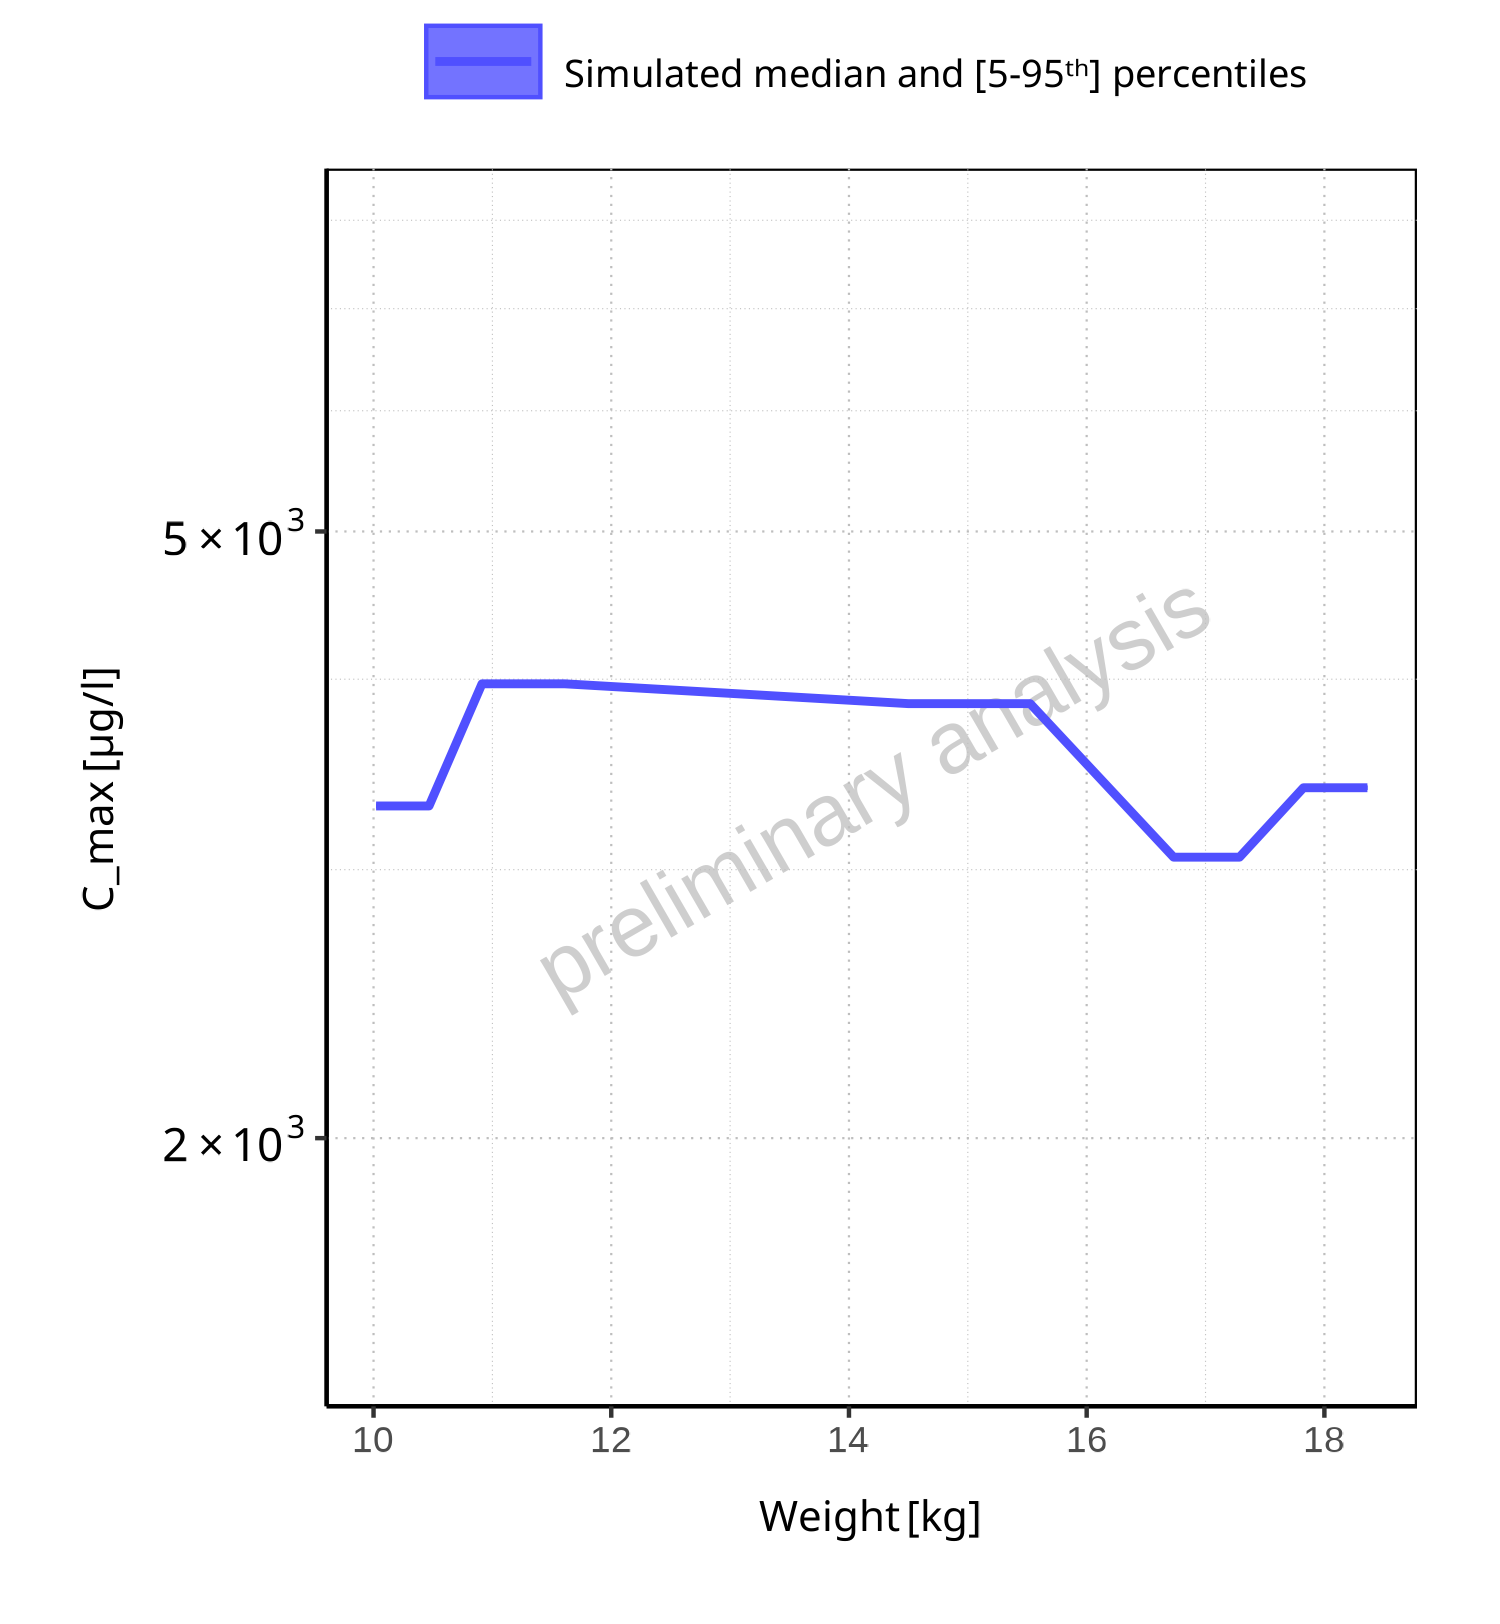 Simulated median and [5-95ᵗʰ] percentiles
5 × 10³
C_max [µg/l]
preliminary analysis
2 × 10³
10 12 14 16 18
Weight [kg]